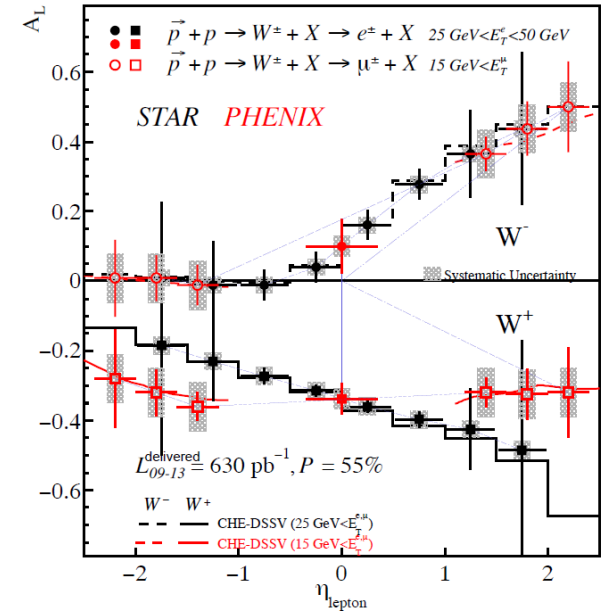 A_L
p⃗ + p → W± + X → e± + X 25 GeV<E_T^e<50 GeV
p⃗ + p → W± + X → μ± + X 15 GeV<E_T^μ
STAR PHENIX
0.6
0.4
0.2
0
−0.2
−0.4
−0.6
W-
Systematic Uncertainty
W+
L_09-13^delivered = 630 pb−1, P = 55%
W− W+
CHE-DSSV (25 GeV<E_T^e,μ)
CHE-DSSV (15 GeV<E_T^e,μ)
−2 −1 0 1 2
η_lepton